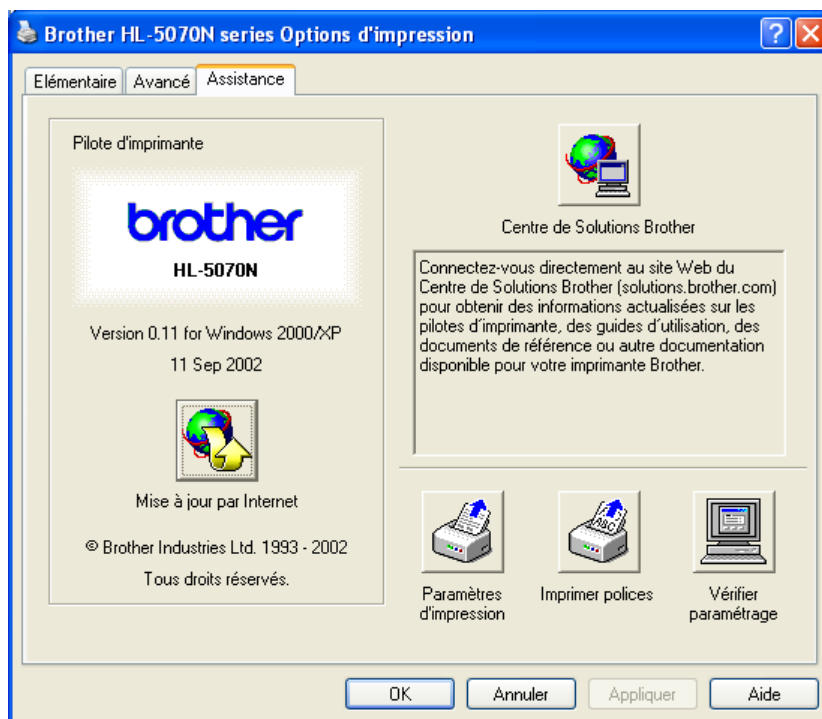 Brother HL-5070N series Options d'impression
Elémentaire
Avancé
Assistance
Pilote d'imprimante
brother
HL-5070N
Version 0.11 for Windows 2000/XP
11 Sep 2002
Mise à jour par Internet
© Brother Industries Ltd. 1993 - 2002
Tous droits réservés.
Centre de Solutions Brother
Connectez-vous directement au site Web du
Centre de Solutions Brother (solutions.brother.com)
pour obtenir des informations actualisées sur les
pilotes d´imprimante, des guides d´utilisation, des
documents de référence ou autre documentation
disponible pour votre imprimante Brother.
ABC
Paramètres
d'impression
Imprimer polices
Vérifier
paramétrage
OK
Annuler
Appliquer
Aide